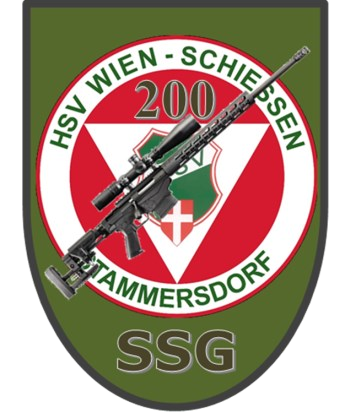 HSV WIEN - SCHIESSEN
200
SV
STAMMERSDORF
SSG